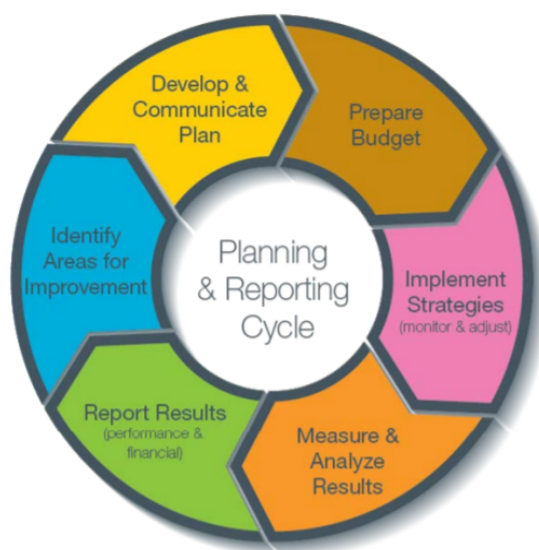 Develop &
Communicate
Plan
Prepare
Budget
Implement
Strategies
(monitor & adjust)
Measure &
Analyze
Results
Report Results
(performance &
financial)
Identify
Areas for
Improvement
Planning
& Reporting
Cycle